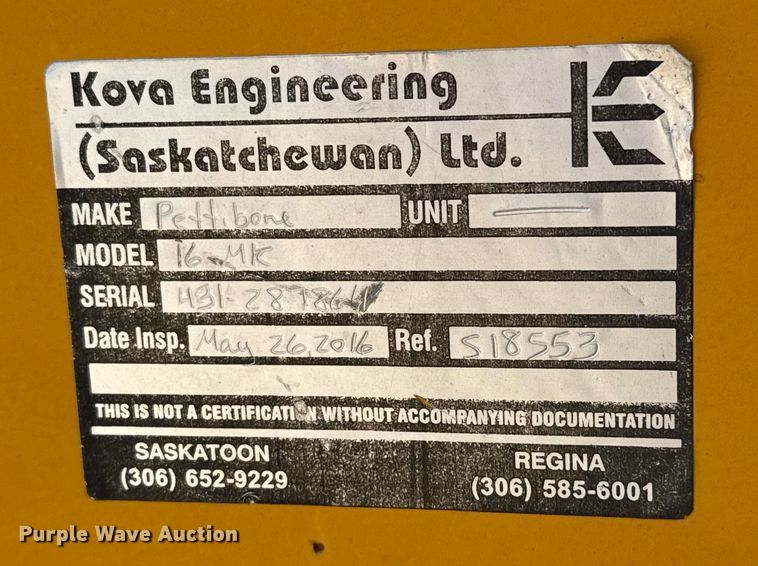 Kova Engineering
(Saskatchewan) Ltd.
MAKE Pettibone UNIT —
MODEL 16-MK
SERIAL
Date Insp. May 26, 2016 Ref. S18553
THIS IS NOT A CERTIFICATION WITHOUT ACCOMPANYING DOCUMENTATION
SASKATOON REGINA
(306) 652-9229 (306) 585-6001
Purple Wave Auction